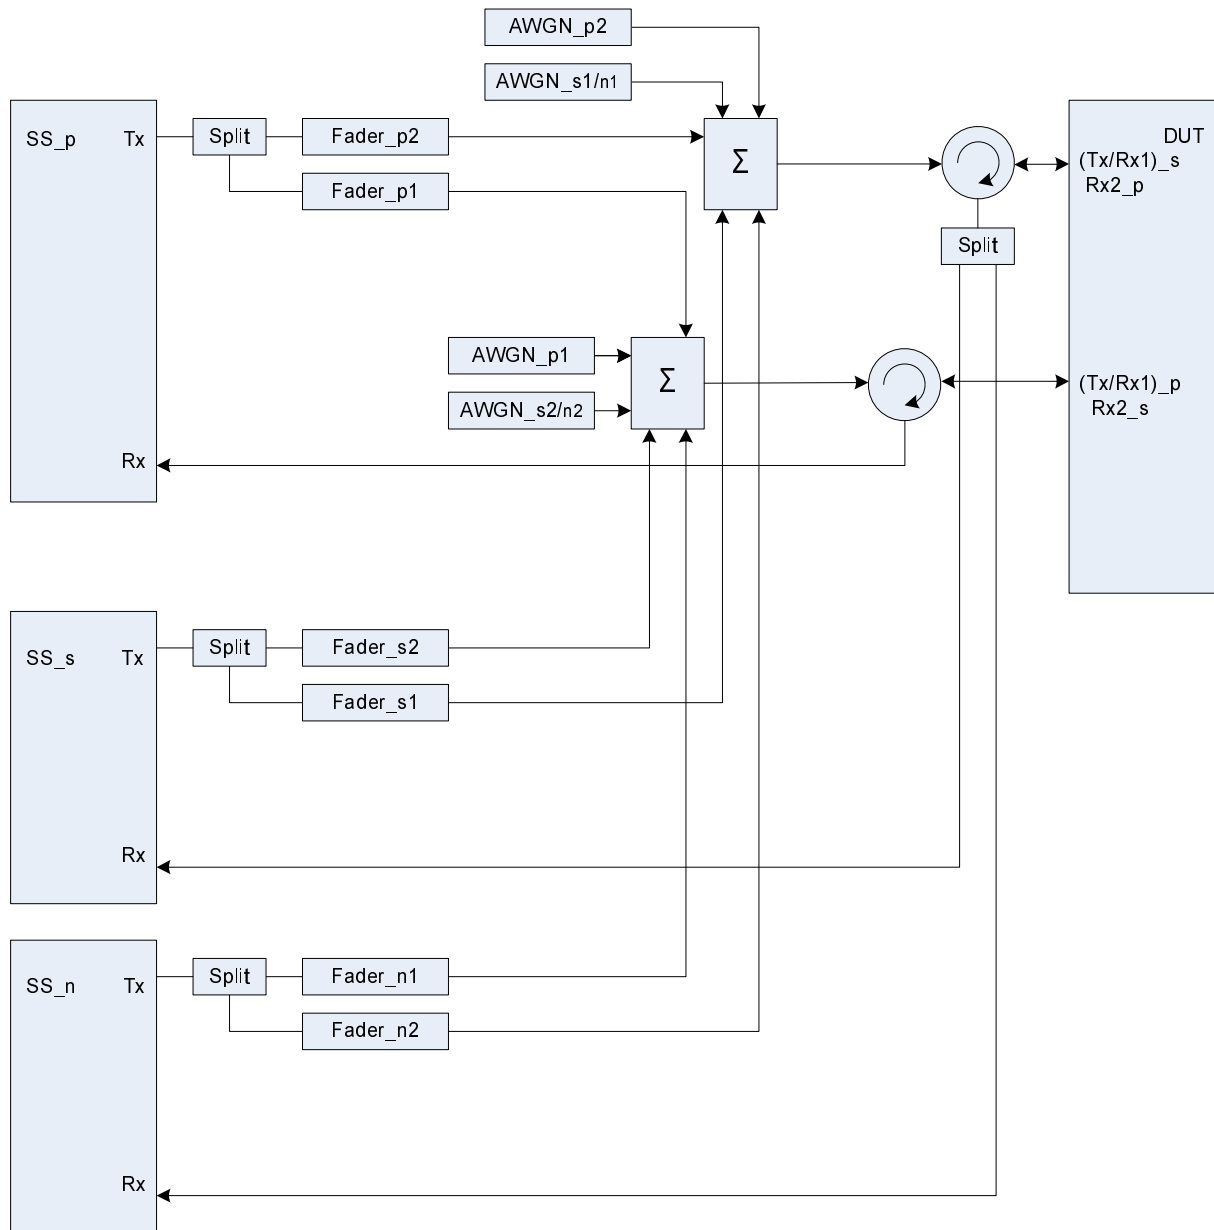 AWGN_p2
AWGN_s1/n1
SS_p
Tx
Split
Fader_p2
Σ
DUT
(Tx/Rx1)_s
Rx2_p
Fader_p1
Split
AWGN_p1
Σ
(Tx/Rx1)_p
Rx2_s
AWGN_s2/n2
Rx
SS_s
Tx
Split
Fader_s2
Fader_s1
Rx
SS_n
Tx
Split
Fader_n1
Fader_n2
Rx